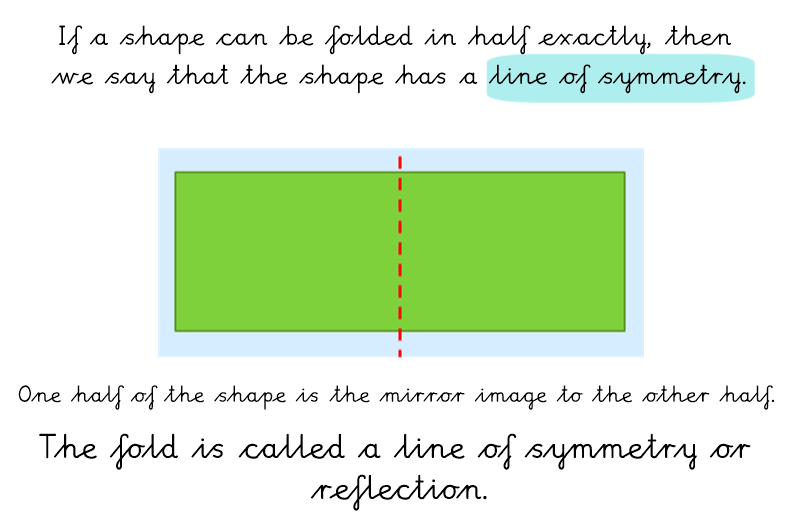 If a shape can be folded in half exactly, then
we say that the shape has a line of symmetry.
One half of the shape is the mirror image to the other half.
The fold is called a line of symmetry or
reflection.